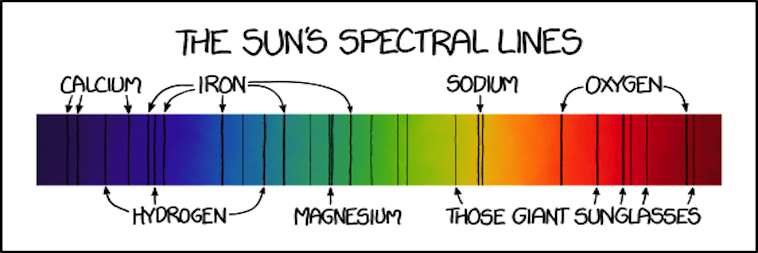 THE SUN'S SPECTRAL LINES
CALCIUM IRON SODIUM OXYGEN
HYDROGEN MAGNESIUM THOSE GIANT SUNGLASSES